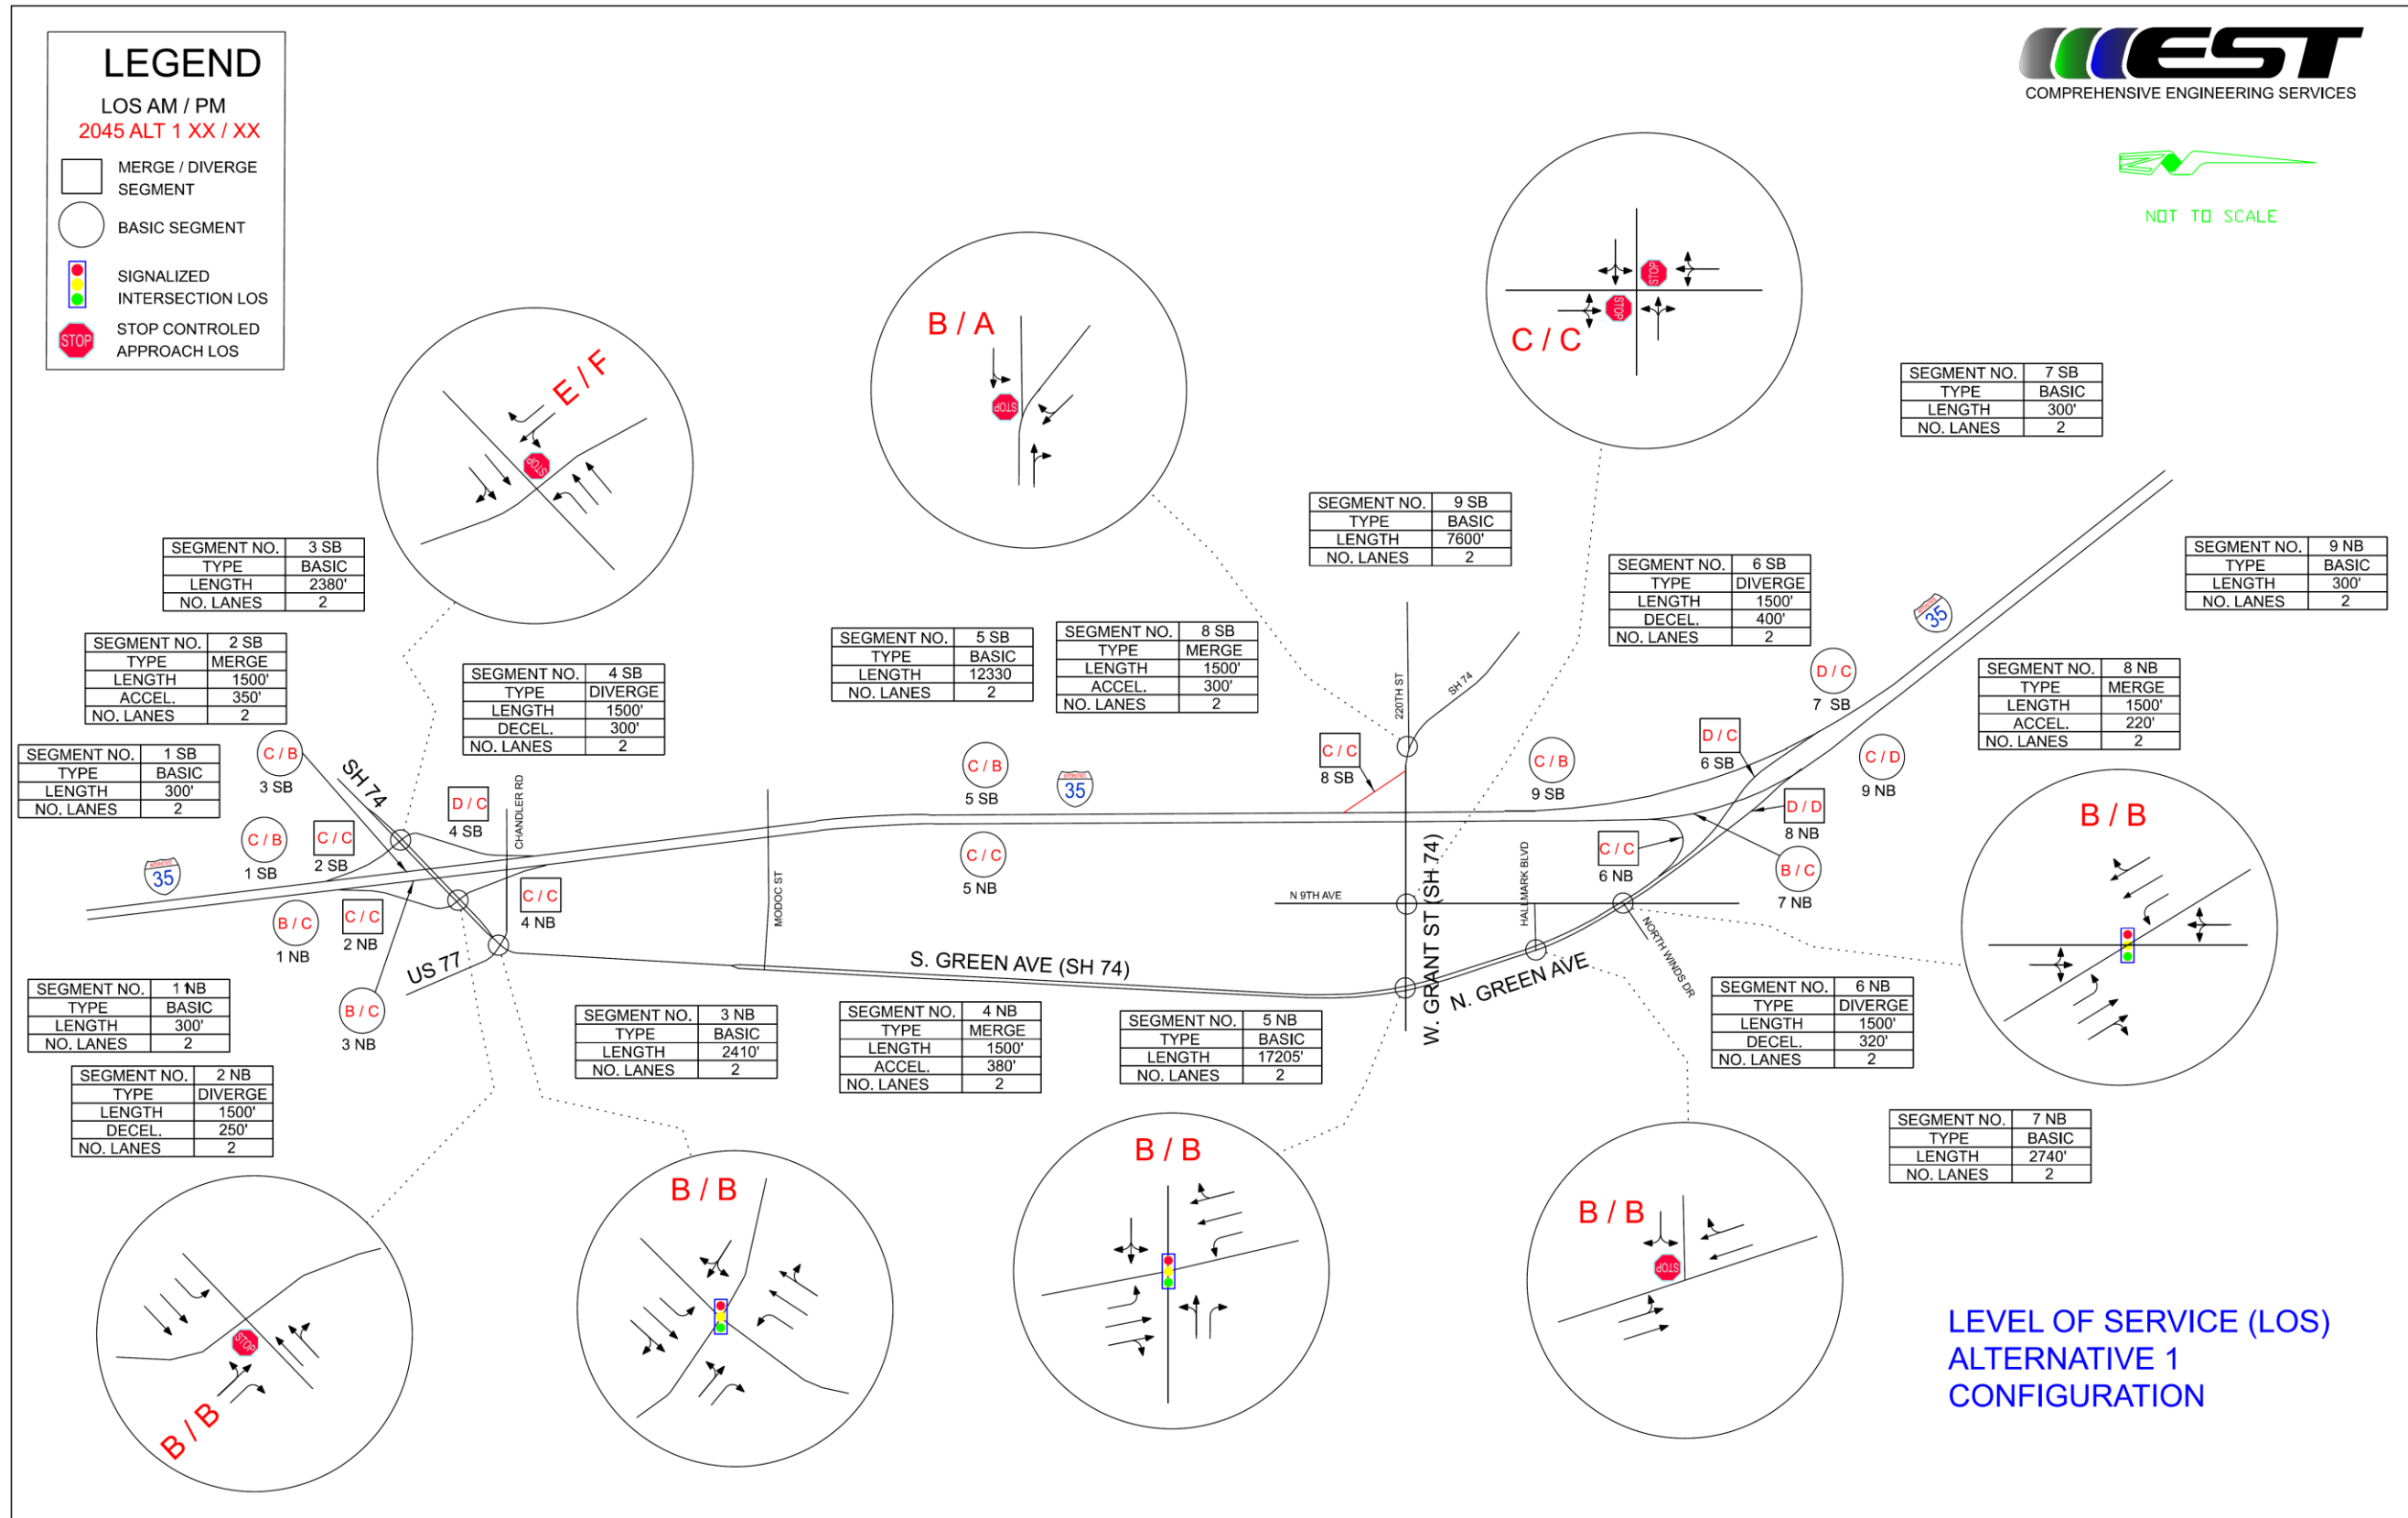 LEGEND
LOS AM / PM
2045 ALT 1 XX / XX
MERGE / DIVERGE
SEGMENT
BASIC SEGMENT
SIGNALIZED
INTERSECTION LOS
STOP
STOP CONTROLED
APPROACH LOS
EST
COMPREHENSIVE ENGINEERING SERVICES
NOT TO SCALE
E / F
STOP
B / A
STOP
STOP
STOP
C / C
SEGMENT NO. 7 SB
TYPE BASIC
LENGTH 300'
NO. LANES 2
SEGMENT NO. 9 SB
TYPE BASIC
LENGTH 7600'
NO. LANES 2
SEGMENT NO. 3 SB
TYPE BASIC
LENGTH 2380'
NO. LANES 2
SEGMENT NO. 9 NB
TYPE BASIC
LENGTH 300'
NO. LANES 2
SEGMENT NO. 6 SB
TYPE DIVERGE
LENGTH 1500'
DECEL. 400'
NO. LANES 2
SEGMENT NO. 2 SB
TYPE MERGE
LENGTH 1500'
ACCEL. 350'
NO. LANES 2
SEGMENT NO. 4 SB
TYPE DIVERGE
LENGTH 1500'
DECEL. 300'
NO. LANES 2
SEGMENT NO. 5 SB
TYPE BASIC
LENGTH 12330
NO. LANES 2
SEGMENT NO. 8 SB
TYPE MERGE
LENGTH 1500'
ACCEL. 300'
NO. LANES 2
SEGMENT NO. 8 NB
TYPE MERGE
LENGTH 1500'
ACCEL. 220'
NO. LANES 2
SEGMENT NO. 1 SB
TYPE BASIC
LENGTH 300'
NO. LANES 2
35
D / C
7 SB
220TH ST
SH 74
C / B
3 SB
SH 74
D / C
4 SB
CHANDLER RD
C / B
5 SB
35
C / C
8 SB
C / B
9 SB
D / C
6 SB
C / D
9 NB
C / B
1 SB
C / C
2 SB
35
B / C
1 NB
C / C
2 NB
C / C
4 NB
MODOC ST
C / C
5 NB
D / D
8 NB
C / C
6 NB
B / C
7 NB
N 9TH AVE
W. GRANT ST (SH 74)
HALLMARK BLVD
NORTH WINDS DR
N. GREEN AVE
S. GREEN AVE (SH 74)
US 77
B / C
3 NB
B / B
SEGMENT NO. 1 NB
TYPE BASIC
LENGTH 300'
NO. LANES 2
SEGMENT NO. 2 NB
TYPE DIVERGE
LENGTH 1500'
DECEL. 250'
NO. LANES 2
SEGMENT NO. 3 NB
TYPE BASIC
LENGTH 2410'
NO. LANES 2
SEGMENT NO. 4 NB
TYPE MERGE
LENGTH 1500'
ACCEL. 380'
NO. LANES 2
SEGMENT NO. 5 NB
TYPE BASIC
LENGTH 17205'
NO. LANES 2
SEGMENT NO. 6 NB
TYPE DIVERGE
LENGTH 1500'
DECEL. 320'
NO. LANES 2
SEGMENT NO. 7 NB
TYPE BASIC
LENGTH 2740'
NO. LANES 2
STOP
B / B
B / B
B / B
B / B
STOP
LEVEL OF SERVICE (LOS)
ALTERNATIVE 1
CONFIGURATION